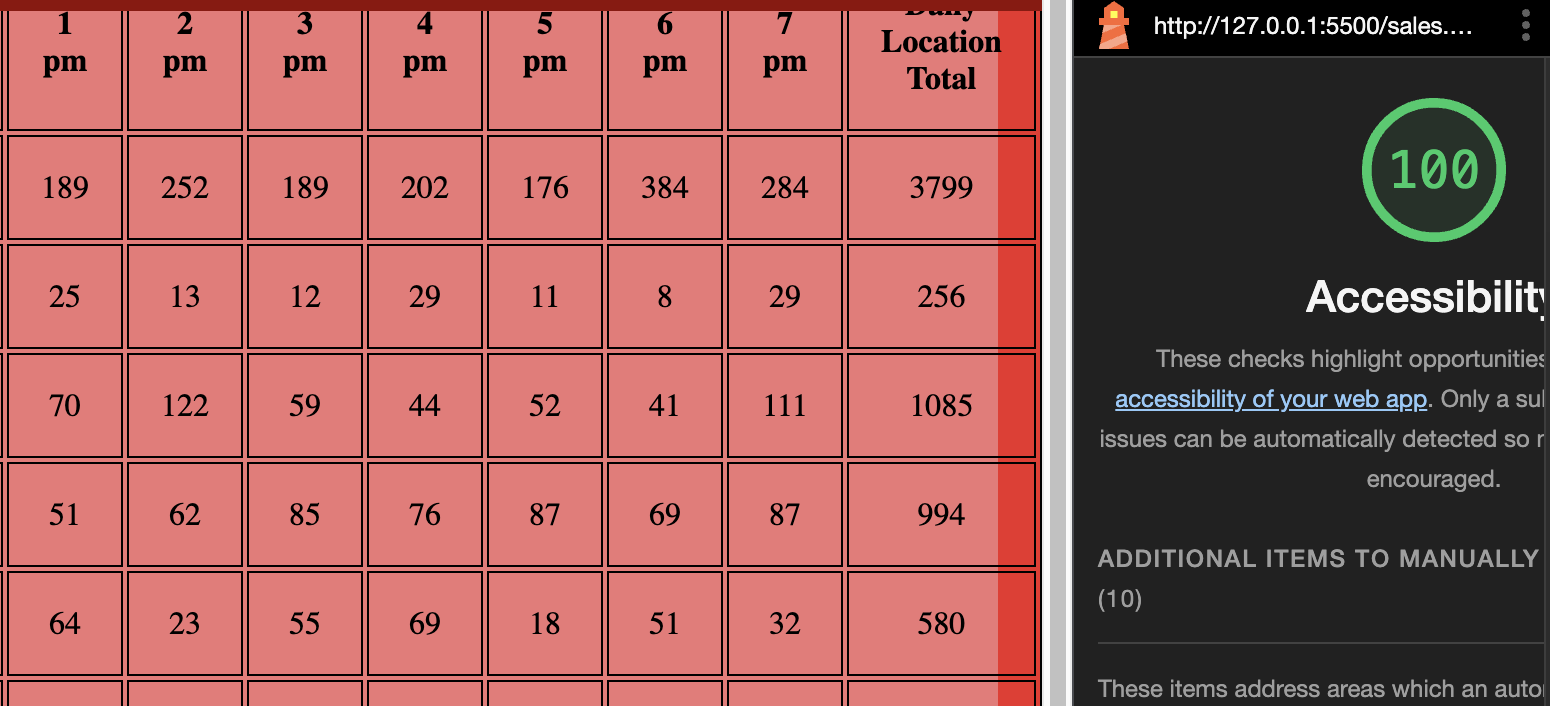 1 pm 2 pm 3 pm 4 pm 5 pm 6 pm 7 pm Daily Location Total
189 252 189 202 176 384 284 3799
25 13 12 29 11 8 29 256
70 122 59 44 52 41 111 1085
51 62 85 76 87 69 87 994
64 23 55 69 18 51 32 580
http://127.0.0.1:5500/sales....
100
Accessibility
These checks highlight opportunities
accessibility of your web app. Only a
issues can be automatically detected so
encouraged.
ADDITIONAL ITEMS TO MANUALLY
(10)
These items address areas which an